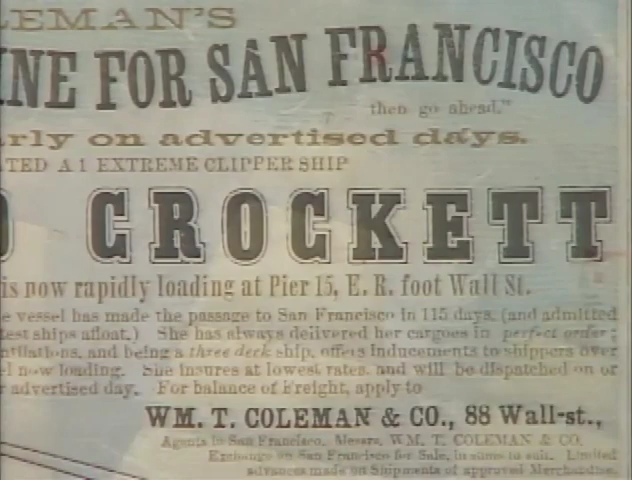 LEMAN'S
INE FOR SAN FRANCISCO
then go ahead."
rly on advertised days.
TED A 1 EXTREME CLIPPER SHIP
CROCKETT
is now rapidly loading at Pier 15, E. R. foot Wall St.
e vessel has made the passage to San Francisco in 115 days, (and admitted
test ships afloat.) She has always delivered her cargoes in perfect order;
ntilations, and being a three deck ship, offers inducements to shippers over
el now loading. She insures at lowest rates, and will be dispatched on or
r advertised day. For balance of Freight, apply to
WM. T. COLEMAN & CO., 88 Wall-st.,
Agents in San Francisco, Messrs. WM. T. COLEMAN & CO.
Exchange on San Francisco for Sale, in sums to suit. Limited
advances made on Shipments of approved Merchandise.